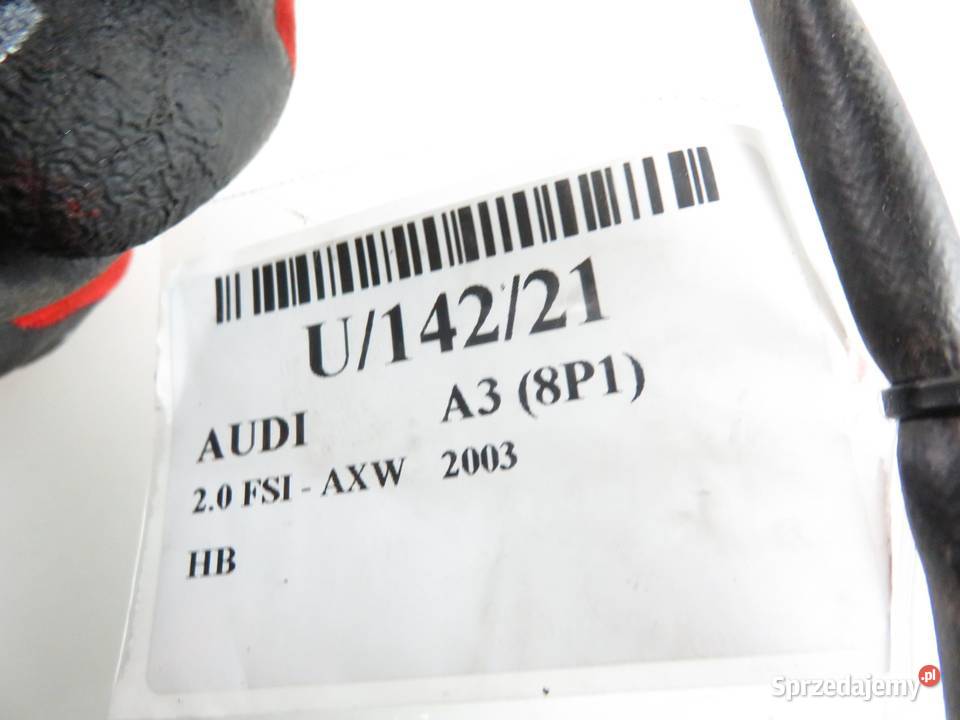 U/142/21
AUDI A3 (8P1)
2.0 FSI - AXW 2003
HB
Sprzedajemy.pl